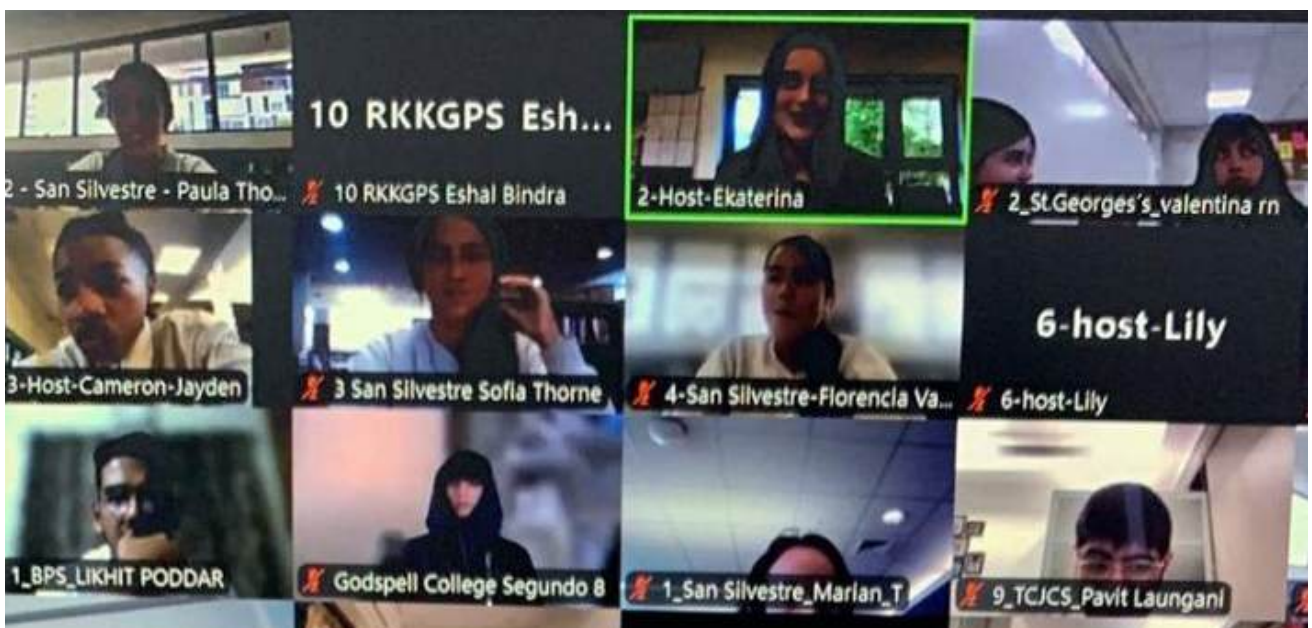 2 - San Silvestre - Paula Tho...
10 RKKGPS Esh...
10 RKKGPS Eshal Bindra
2-Host-Ekaterina
2_St.Georges's_valentina rn
3-Host-Cameron-Jayden
3 San Silvestre Sofia Thorne
4-San Silvestre-Florencia Va...
6-host-Lily
6-host-Lily
1_BPS_LIKHIT PODDAR
Godspell College Segundo 8
1_San Silvestre_Marian_T
9_TCJCS_Pavit Laungani